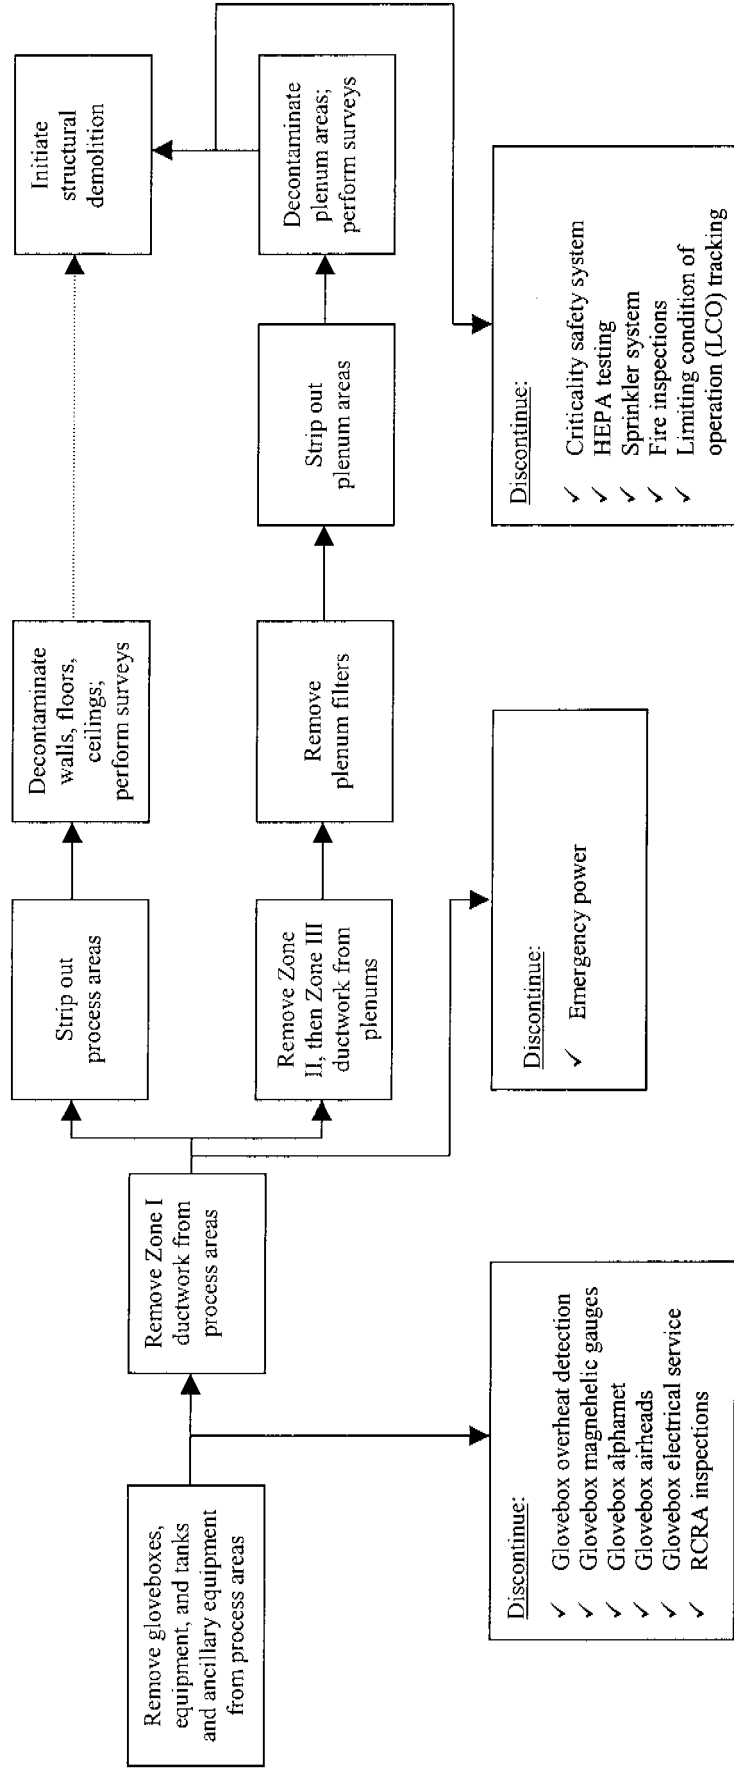 Remove gloveboxes,
equipment, and tanks
and ancillary equipment
from process areas
Remove Zone I
ductwork from
process areas
Strip out
process areas
Decontaminate
walls, floors,
ceilings;
perform surveys
Initiate
structural
demolition
Remove Zone
II, then Zone III
ductwork from
plenums
Remove
plenum filters
Strip out
plenum areas
Decontaminate
plenum areas;
perform surveys
Discontinue:
✓ Glovebox overheat detection
✓ Glovebox magnehelic gauges
✓ Glovebox alphamet
✓ Glovebox airheads
✓ Glovebox electrical service
✓ RCRA inspections
Discontinue:
✓ Emergency power
Discontinue:
✓ Criticality safety system
✓ HEPA testing
✓ Sprinkler system
✓ Fire inspections
✓ Limiting condition of
operation (LCO) tracking